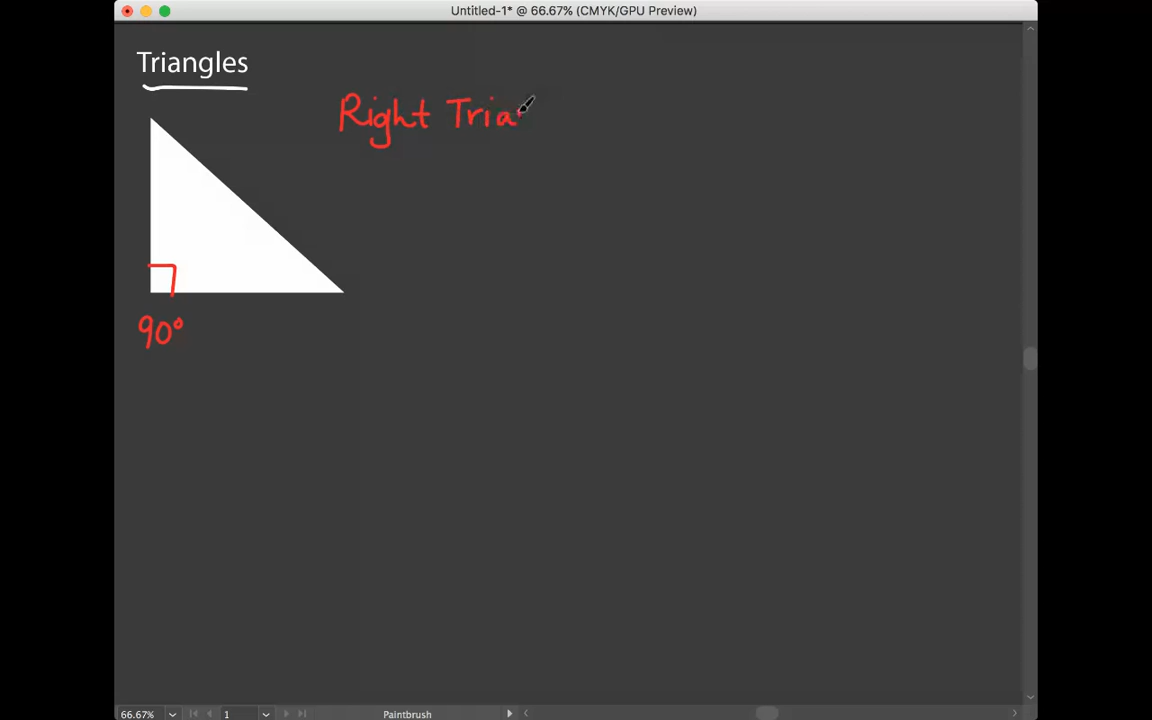 Untitled-1* @ 66.67% (CMYK/GPU Preview)
Triangles
Right Tria
90°
66.67%
1
Paintbrush